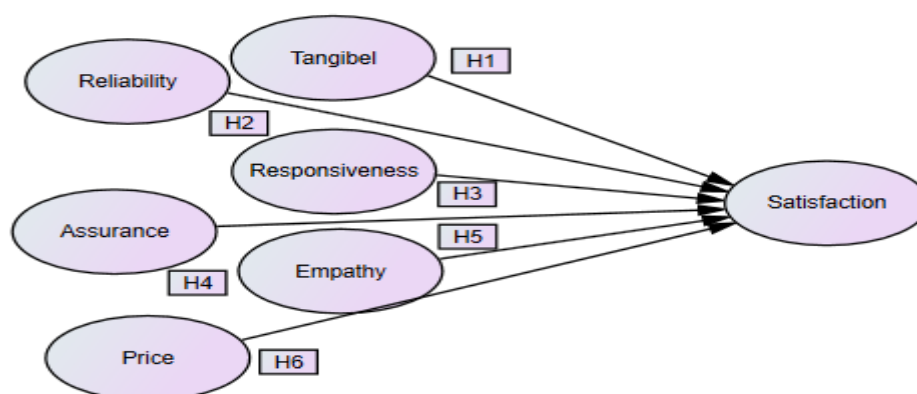 Tangibel
H1
Reliability
H2
Responsiveness
H3
Satisfaction
Assurance
H5
Empathy
H4
Price
H6